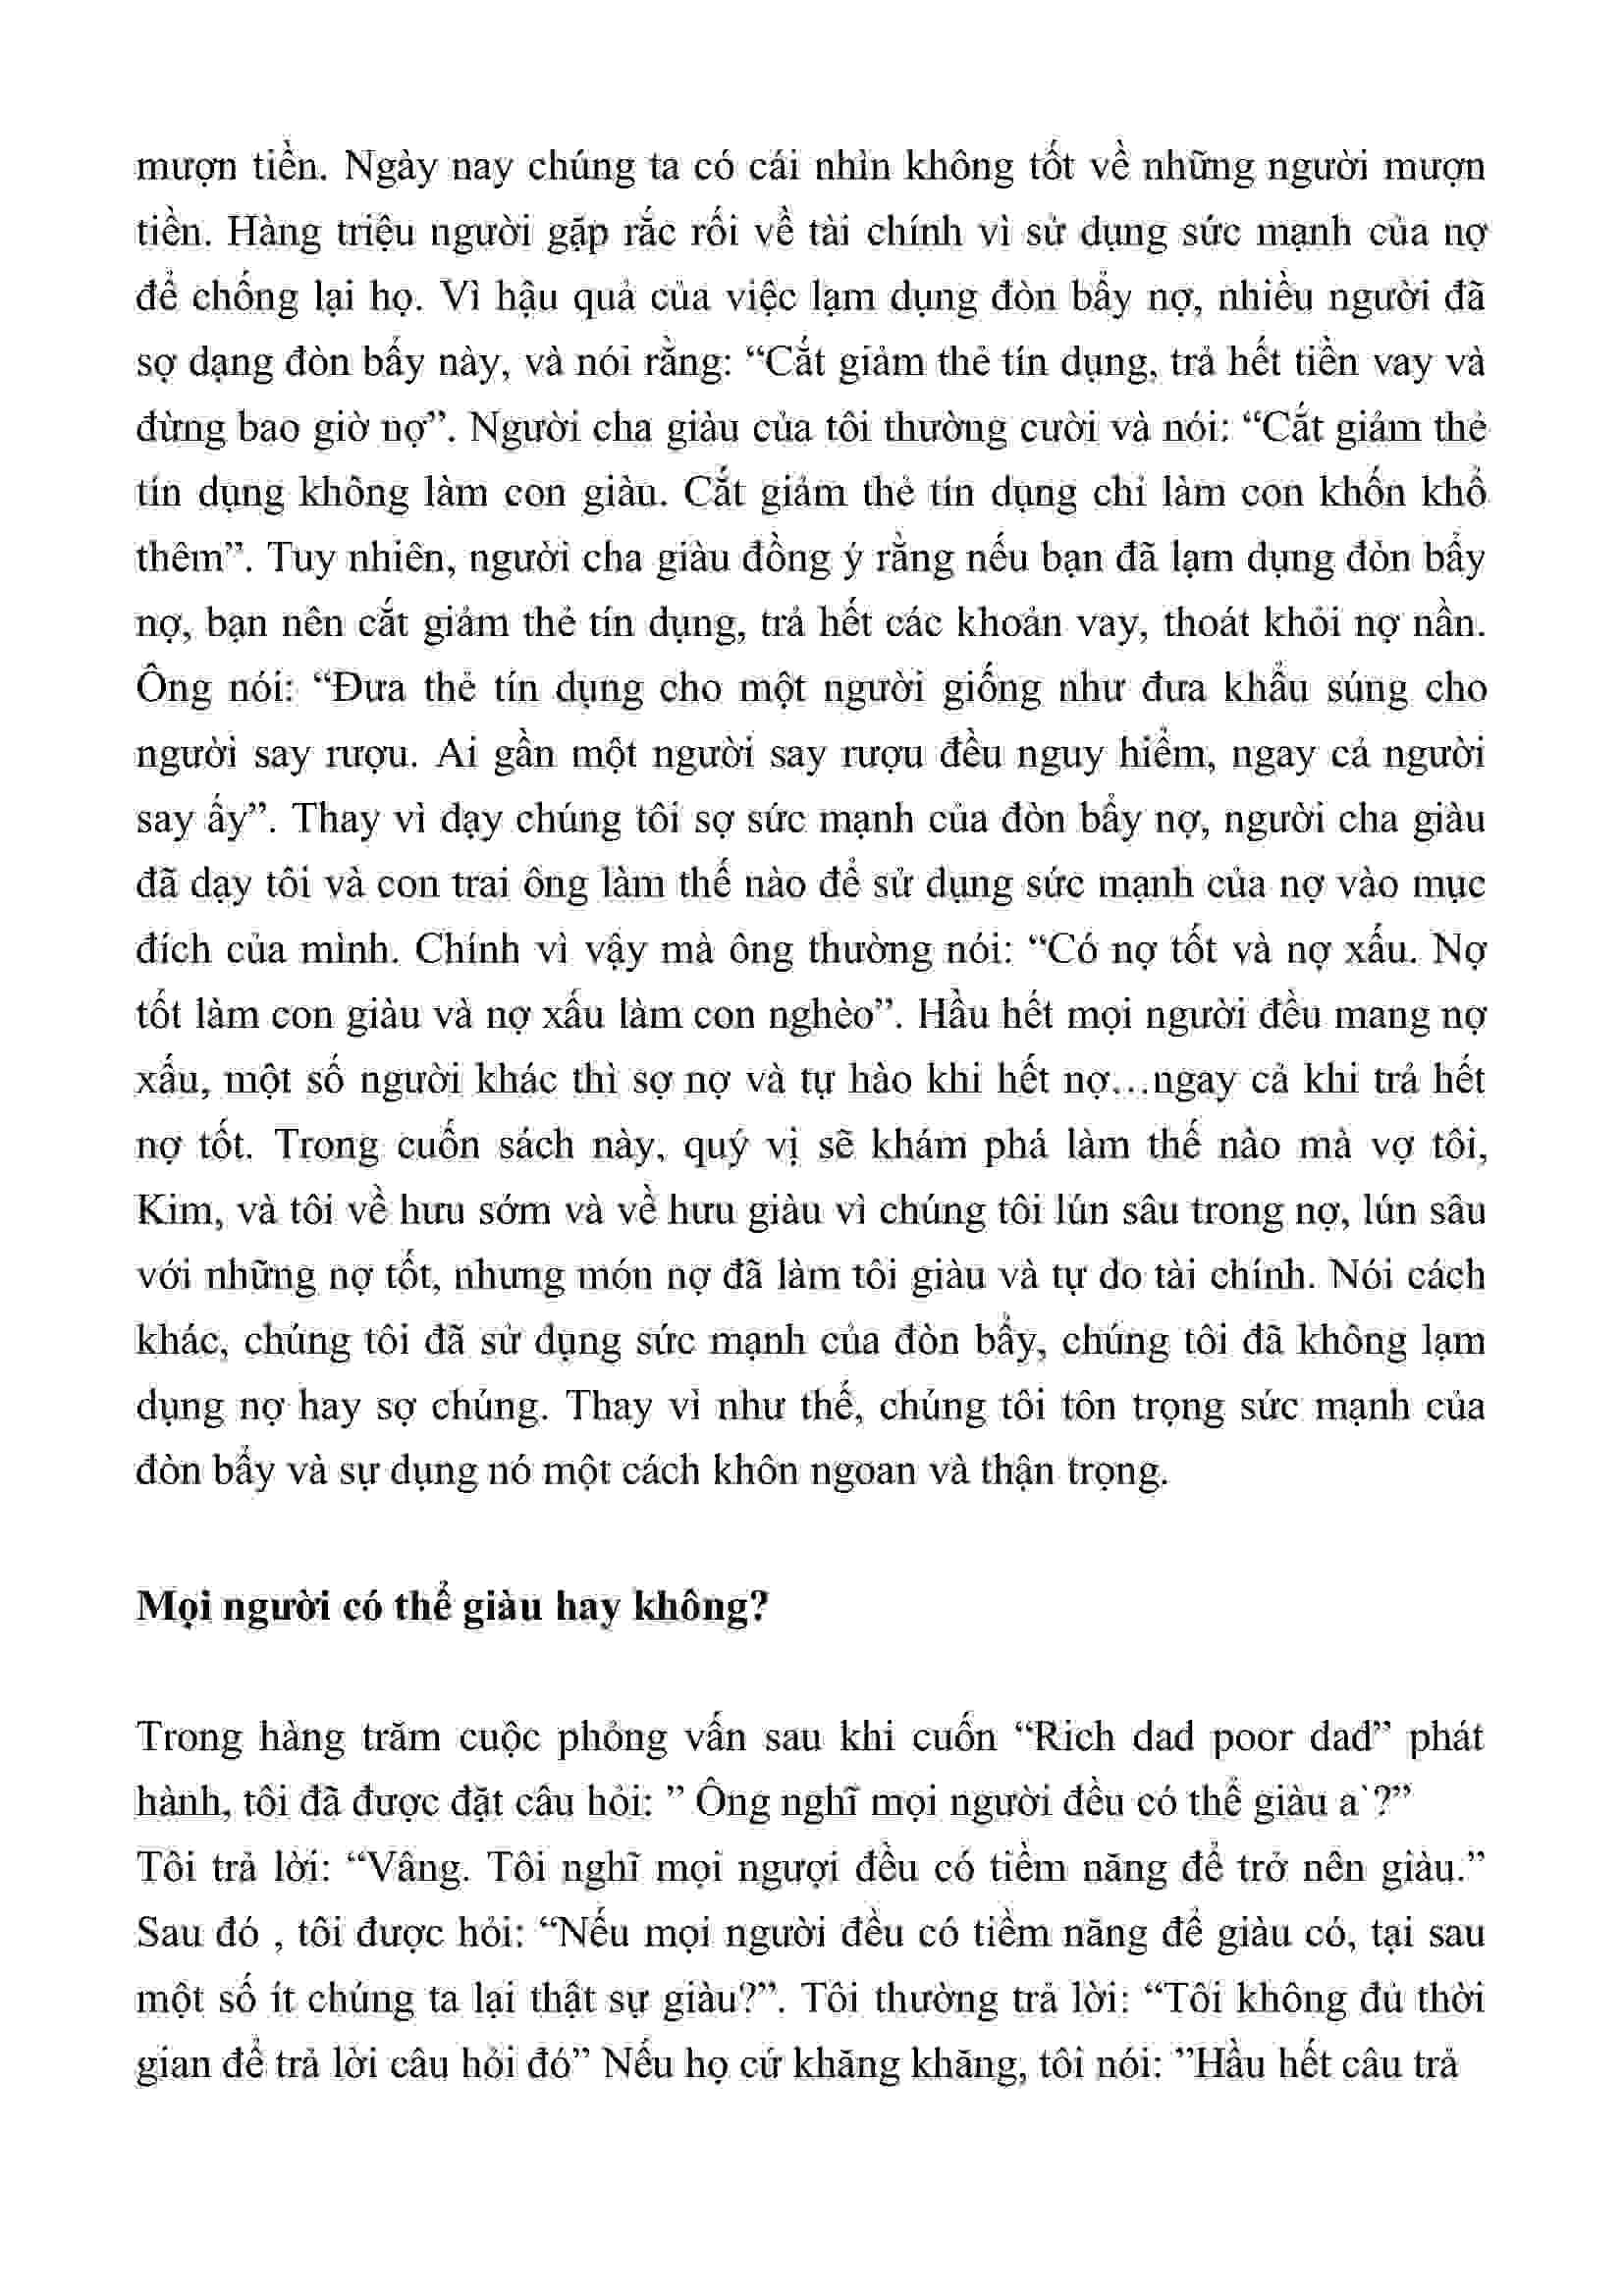 mượn tiền. Ngày nay chúng ta có cái nhìn không tốt về những người mượn
tiền. Hàng triệu người gặp rắc rối về tài chính vì sử dụng sức mạnh của nợ
để chống lại họ. Vì hậu quả của việc lạm dụng đòn bẩy nợ, nhiều người đã
sợ dạng đòn bẩy này, và nói rằng: “Cắt giảm thẻ tín dụng, trả hết tiền vay và
đừng bao giờ nợ”. Người cha giàu của tôi thường cười và nói: “Cắt giảm thẻ
tín dụng không làm con giàu. Cắt giảm thẻ tín dụng chỉ làm con khốn khổ
thêm”. Tuy nhiên, người cha giàu đồng ý rằng nếu bạn đã lạm dụng đòn bẩy
nợ, bạn nên cắt giảm thẻ tín dụng, trả hết các khoản vay, thoát khỏi nợ nần.
Ông nói: “Đưa thẻ tín dụng cho một người giống như đưa khẩu súng cho
người say rượu. Ai gần một người say rượu đều nguy hiểm, ngay cả người
say ấy”. Thay vì dạy chúng tôi sợ sức mạnh của đòn bẩy nợ, người cha giàu
đã dạy tôi và con trai ông làm thế nào để sử dụng sức mạnh của nợ vào mục
đích của mình. Chính vì vậy mà ông thường nói: “Có nợ tốt và nợ xấu. Nợ
tốt làm con giàu và nợ xấu làm con nghèo”. Hầu hết mọi người đều mang nợ
xấu, một số người khác thì sợ nợ và tự hào khi hết nợ…ngay cả khi trả hết
nợ tốt. Trong cuốn sách này, quý vị sẽ khám phá làm thế nào mà vợ tôi,
Kim, và tôi về hưu sớm và về hưu giàu vì chúng tôi lún sâu trong nợ, lún sâu
với những nợ tốt, nhưng món nợ đã làm tôi giàu và tự do tài chính. Nói cách
khác, chúng tôi đã sử dụng sức mạnh của đòn bẩy, chúng tôi đã không lạm
dụng nợ hay sợ chúng. Thay vì như thế, chúng tôi tôn trọng sức mạnh của
đòn bẩy và sự dụng nó một cách khôn ngoan và thận trọng.
Mọi người có thể giàu hay không?
Trong hàng trăm cuộc phỏng vấn sau khi cuốn “Rich dad poor dad” phát
hành, tôi đã được đặt câu hỏi: ” Ông nghĩ mọi người đều có thể giàu a`?”
Tôi trả lời: “Vâng. Tôi nghĩ mọi ngượi đều có tiềm năng để trở nên giàu.”
Sau đó , tôi được hỏi: “Nếu mọi người đều có tiềm năng để giàu có, tại sau
một số ít chúng ta lại thật sự giàu?”. Tôi thường trả lời: “Tôi không đủ thời
gian để trả lời câu hỏi đó” Nếu họ cứ khăng khăng, tôi nói: ”Hầu hết câu trả